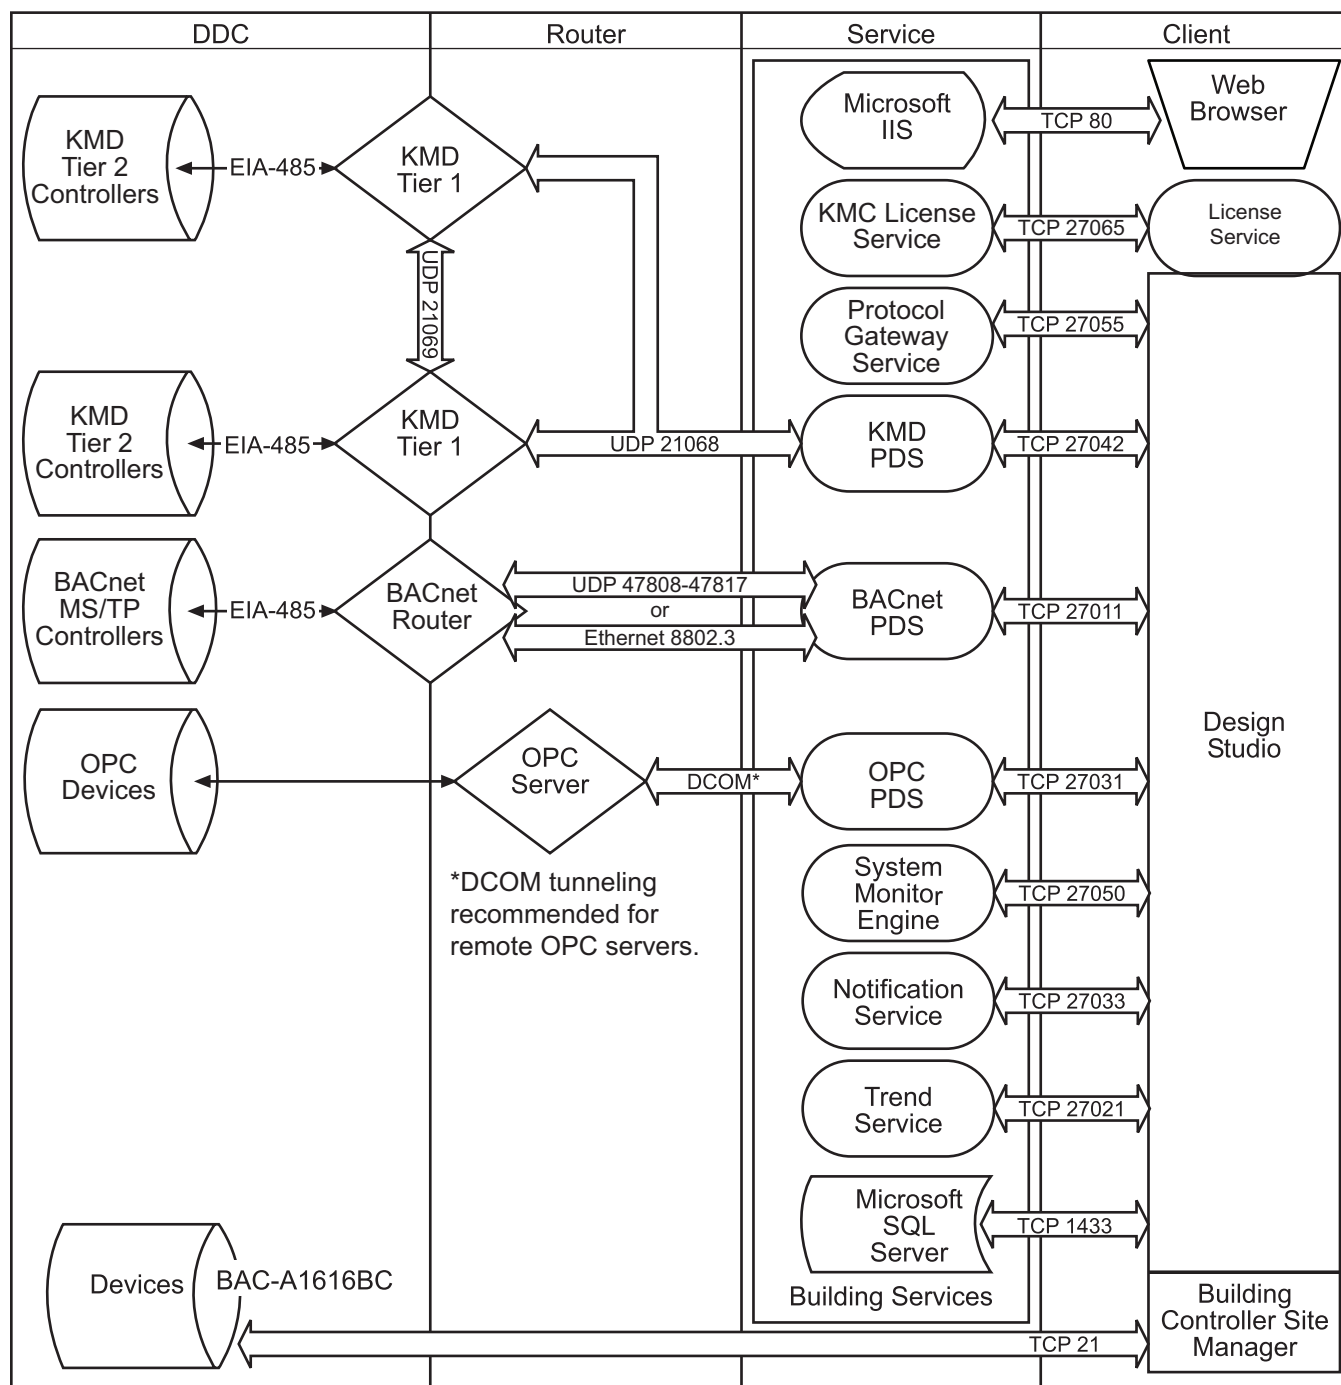 DDC
Router
Service
Client
KMD
Tier 2
Controllers
EIA-485
KMD
Tier 1
Microsoft
IIS
TCP 80
Web
Browser
KMC License
Service
TCP 27065
License
Service
UDP 21069
Protocol
Gateway
Service
TCP 27055
KMD
Tier 2
Controllers
EIA-485
KMD
Tier 1
UDP 21068
KMD
PDS
TCP 27042
BACnet
MS/TP
Controllers
EIA-485
BACnet
Router
UDP 47808-47817
or
Ethernet 8802.3
BACnet
PDS
TCP 27011
Design
Studio
OPC
Devices
OPC
Server
DCOM*
OPC
PDS
TCP 27031
*DCOM tunneling
recommended for
remote OPC servers.
System
Monitor
Engine
TCP 27050
Notification
Service
TCP 27033
Trend
Service
TCP 27021
Microsoft
SQL
Server
TCP 1433
Devices
BAC-A1616BC
Building Services
Building
Controller Site
Manager
TCP 21